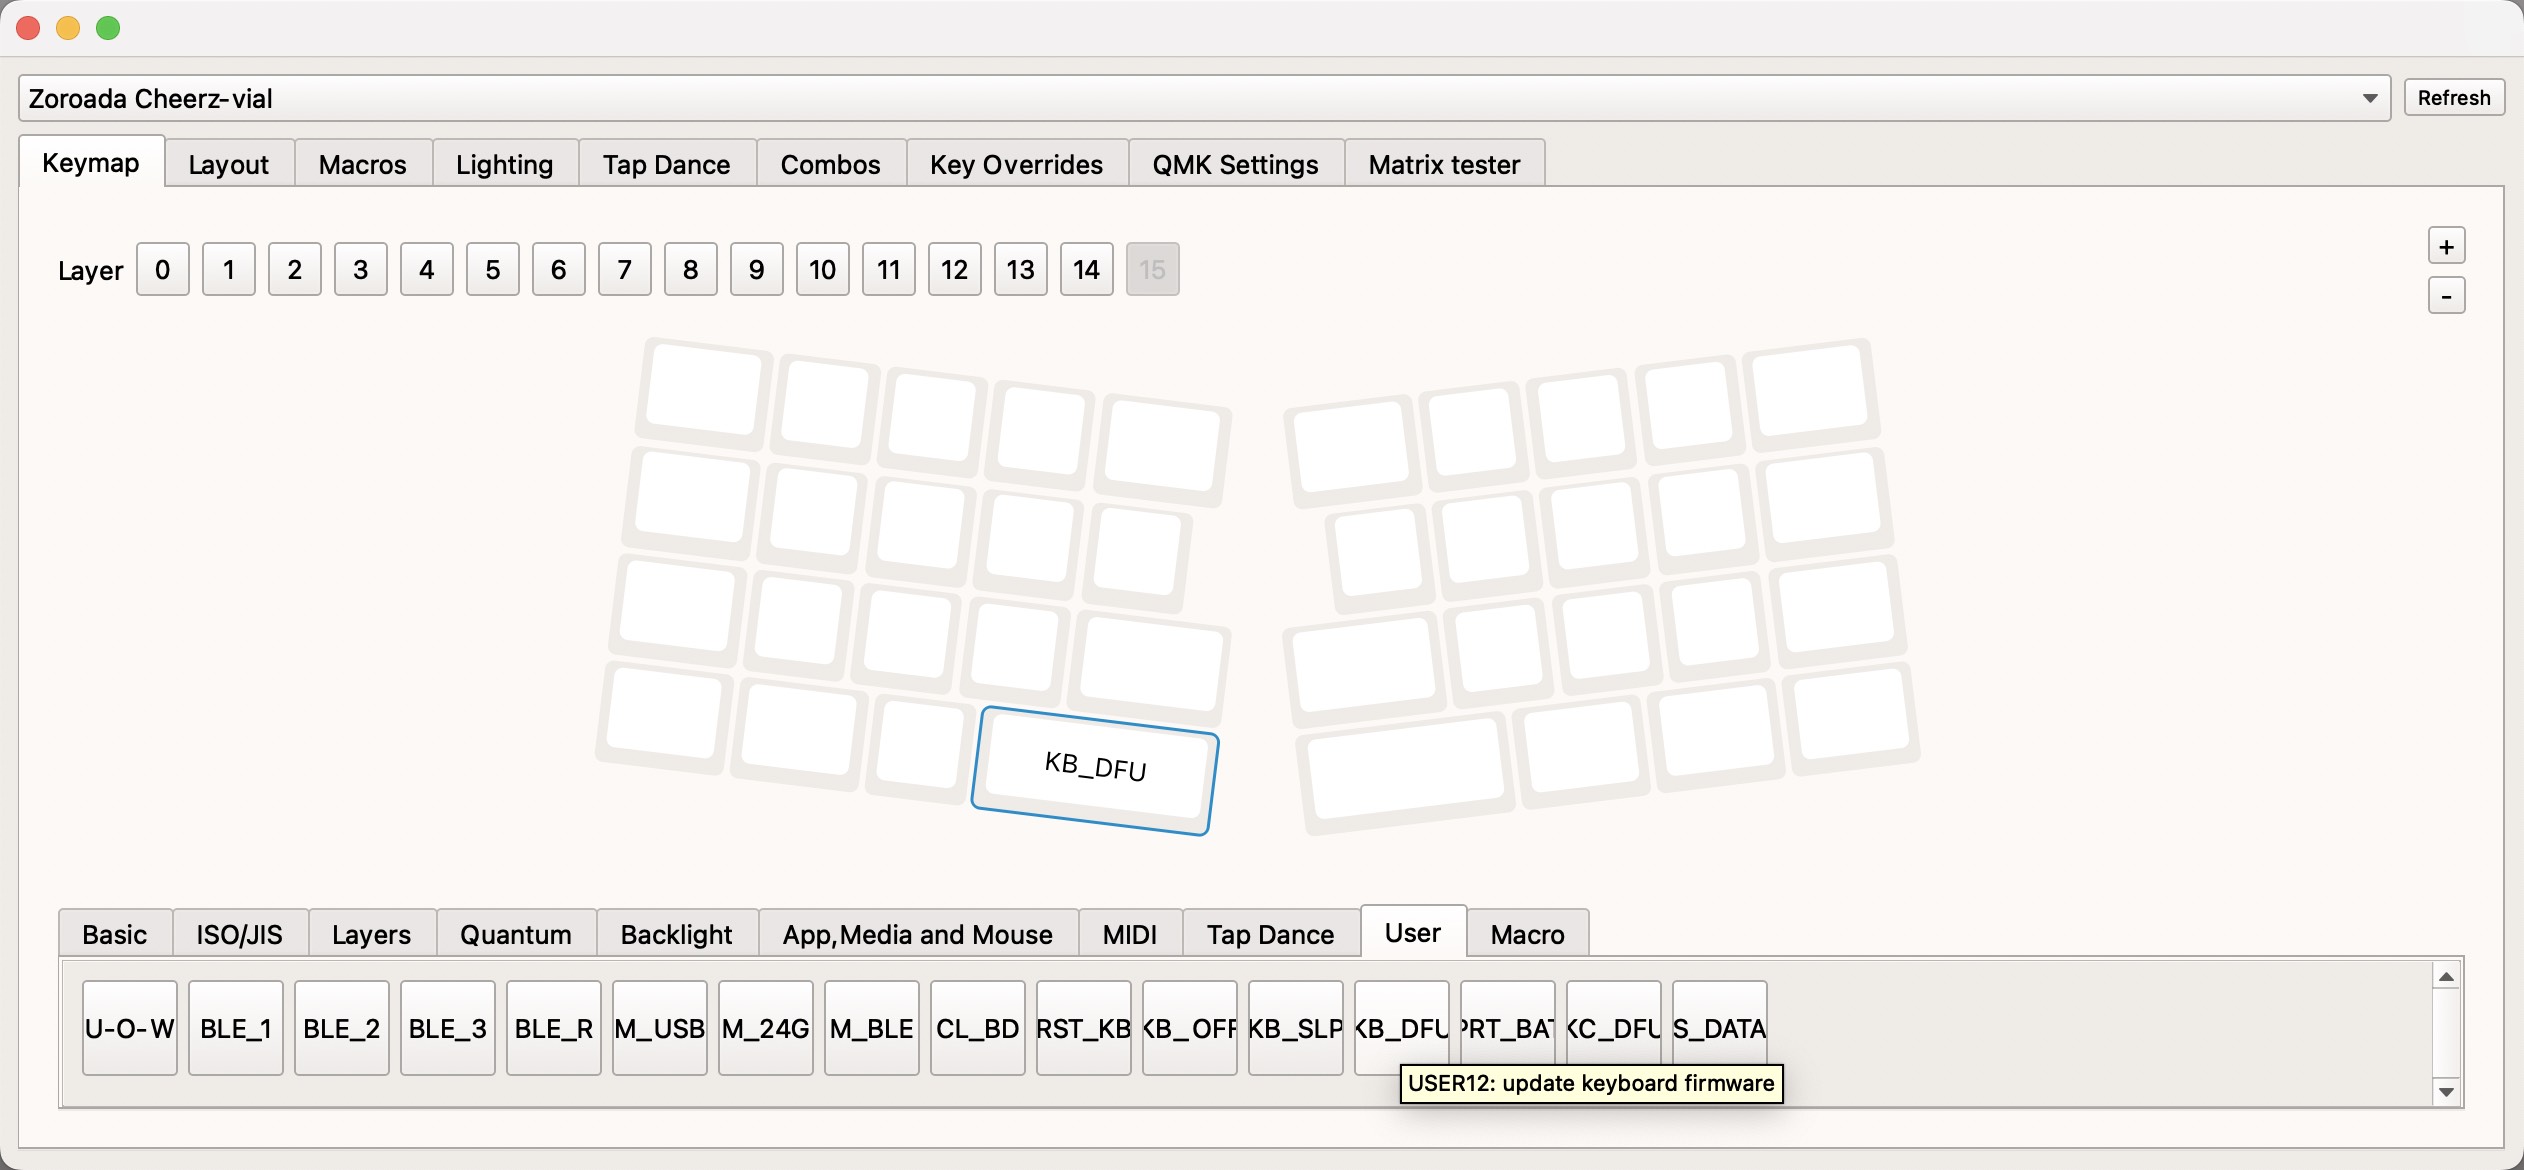 Zoroada Cheerz-vial
Refresh
Keymap Layout Macros Lighting Tap Dance Combos Key Overrides QMK Settings Matrix tester
Layer 0 1 2 3 4 5 6 7 8 9 10 11 12 13 14 15
+
-
KB_DFU
Basic ISO/JIS Layers Quantum Backlight App,Media and Mouse MIDI Tap Dance User Macro
U-O-W BLE_1 BLE_2 BLE_3 BLE_R M_USB M_24G M_BLE CL_BD RST_KB KB_OFF KB_SLP KB_DFU PRT_BAT KC_DFU S_DATA
USER12: update keyboard firmware